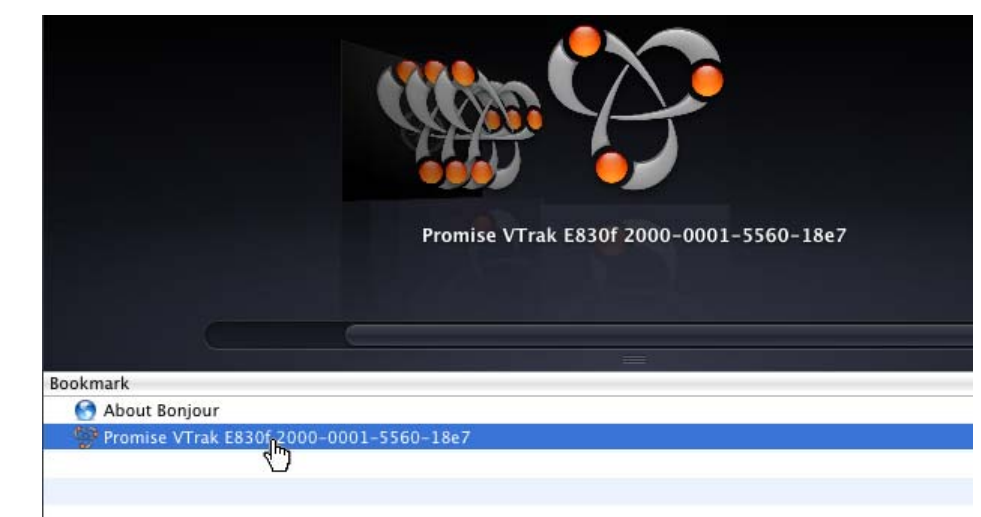 Promise VTrak E830f 2000-0001-5560-18e7
Bookmark
About Bonjour
Promise VTrak E830f 2000-0001-5560-18e7